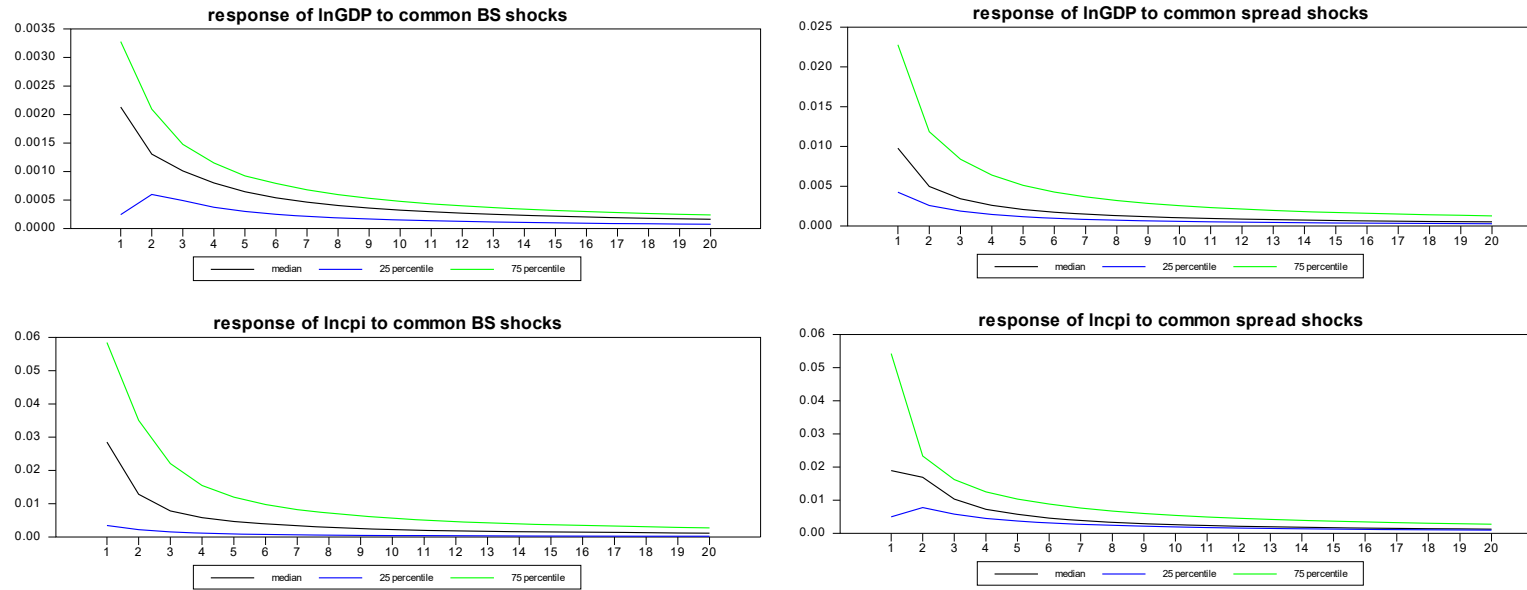 response of lnGDP to common BS shocks
0.0035
0.0030
0.0025
0.0020
0.0015
0.0010
0.0005
0.0000
1 2 3 4 5 6 7 8 9 10 11 12 13 14 15 16 17 18 19 20
median 25 percentile 75 percentile
response of lnGDP to common spread shocks
0.025
0.020
0.015
0.010
0.005
0.000
1 2 3 4 5 6 7 8 9 10 11 12 13 14 15 16 17 18 19 20
median 25 percentile 75 percentile
response of lncpi to common BS shocks
0.06
0.05
0.04
0.03
0.02
0.01
0.00
1 2 3 4 5 6 7 8 9 10 11 12 13 14 15 16 17 18 19 20
median 25 percentile 75 percentile
response of lncpi to common spread shocks
0.06
0.05
0.04
0.03
0.02
0.01
0.00
1 2 3 4 5 6 7 8 9 10 11 12 13 14 15 16 17 18 19 20
median 25 percentile 75 percentile